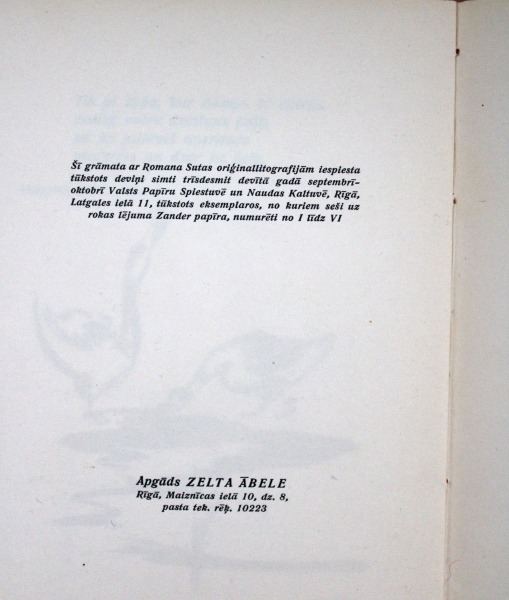 Šī grāmata ar Romana Sutas oriģinallitografijām iespiesta
tūkstots deviņi simti trīsdesmit devītā gadā septembrī-
oktobrī Valsts Papīru Spiestuvē un Naudas Kaltuvē, Rīgā,
Latgales ielā 11, tūkstots eksemplaros, no kuriem seši uz
rokas lējuma Zander papīra, numurēti no I līdz VI
Apgāds ZELTA ĀBELE
Rīgā, Maiznīcas ielā 10, dz. 8,
pasta tek. rēķ. 10223